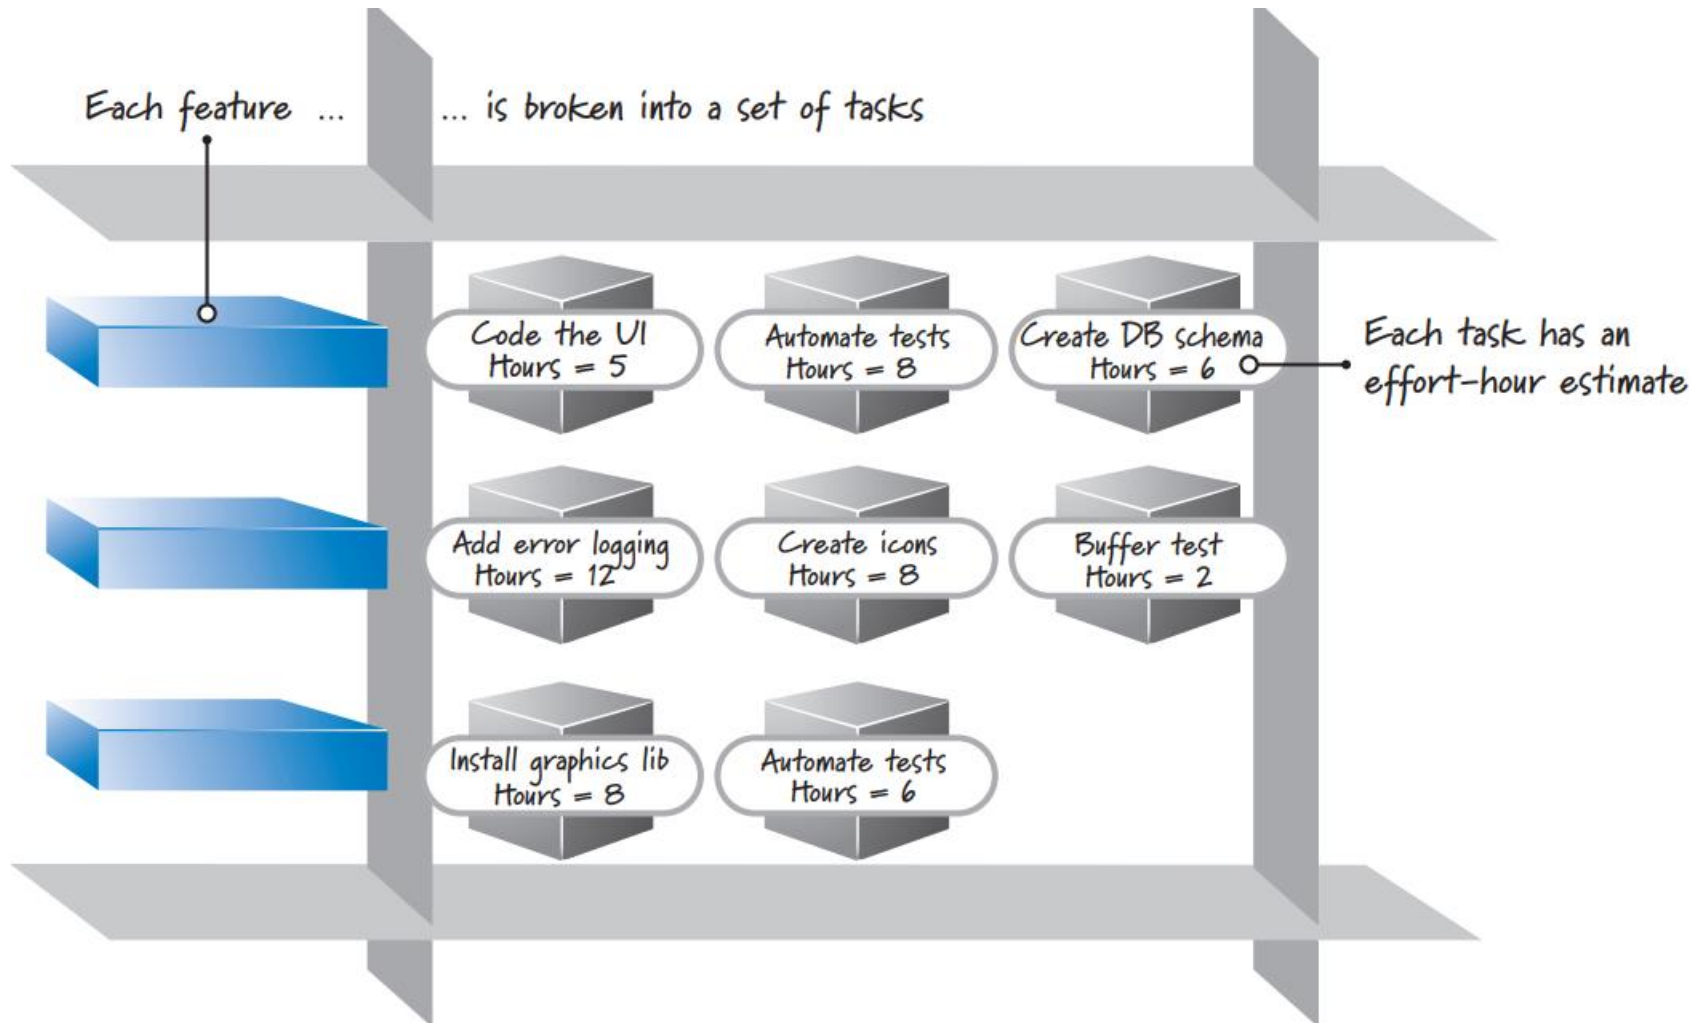 Each feature ...
... is broken into a set of tasks
Code the UI
Hours = 5
Automate tests
Hours = 8
Create DB schema
Hours = 6
Each task has an
effort-hour estimate
Add error logging
Hours = 12
Create icons
Hours = 8
Buffer test
Hours = 2
Install graphics lib
Hours = 8
Automate tests
Hours = 6